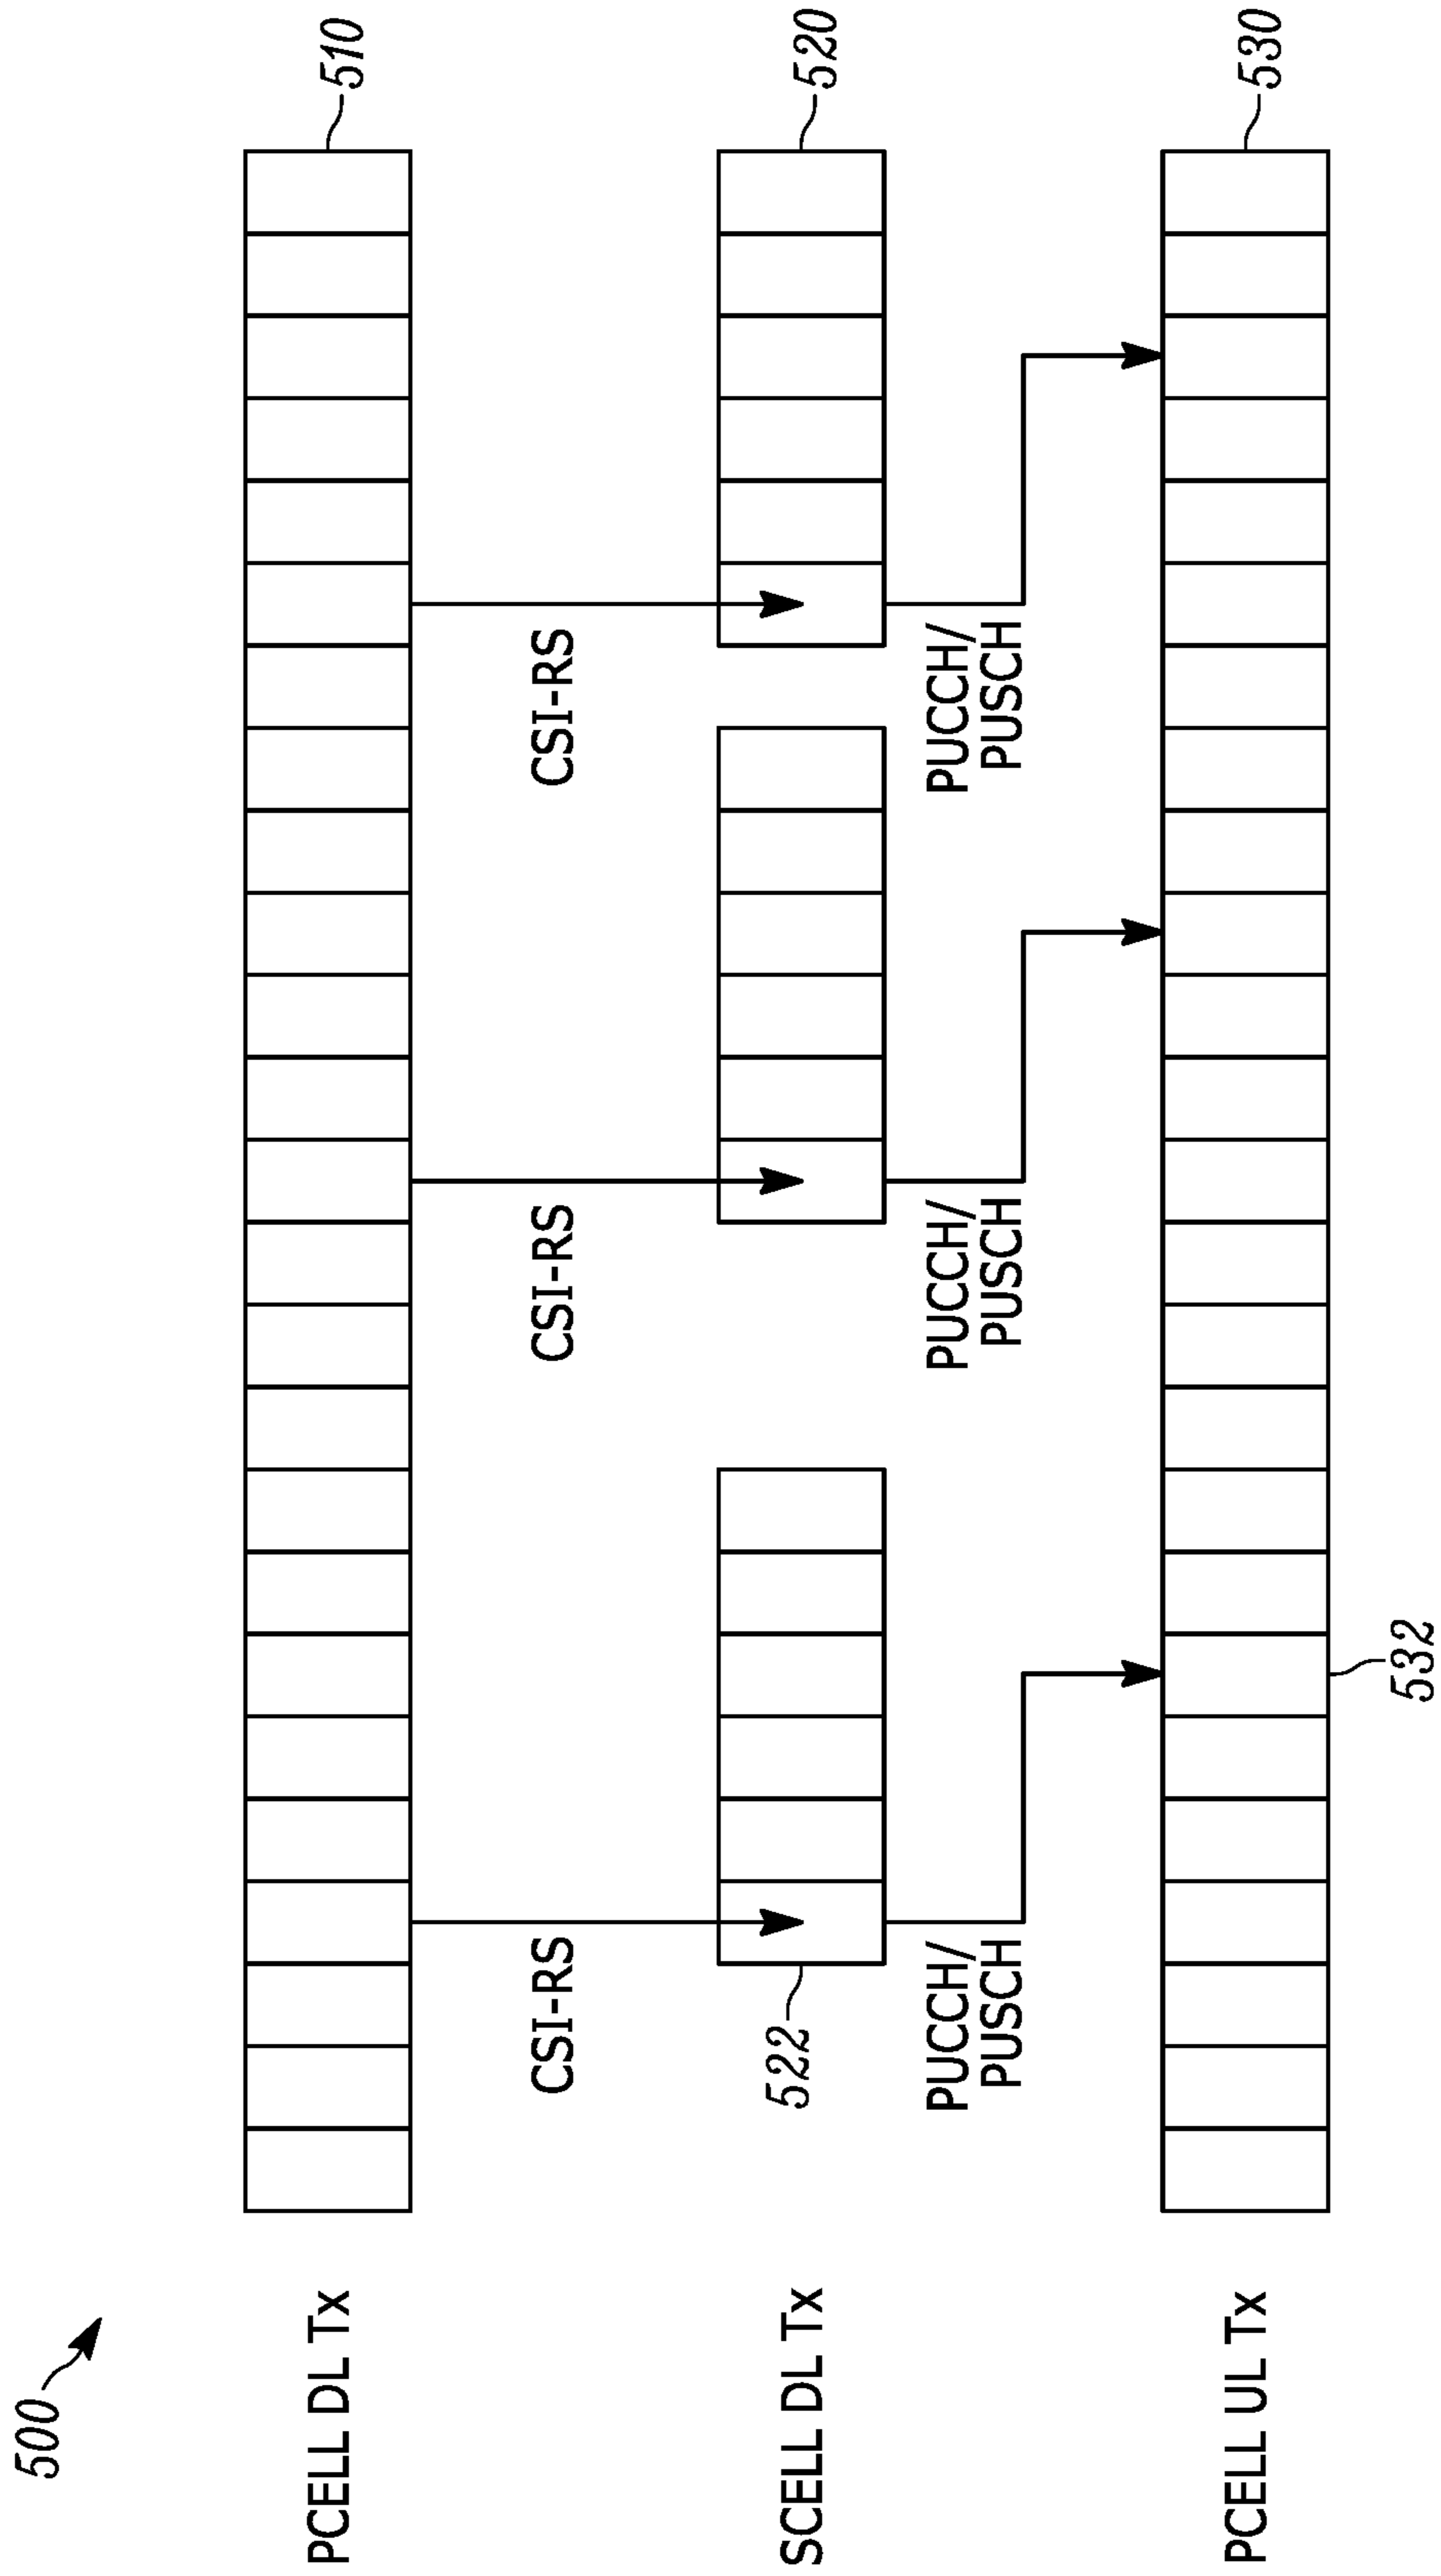 500
PCELL DL Tx
510
CSI-RS
CSI-RS
CSI-RS
SCELL DL Tx
522
520
PUCCH/
PUSCH
PUCCH/
PUSCH
PUCCH/
PUSCH
PCELL UL Tx
530
532